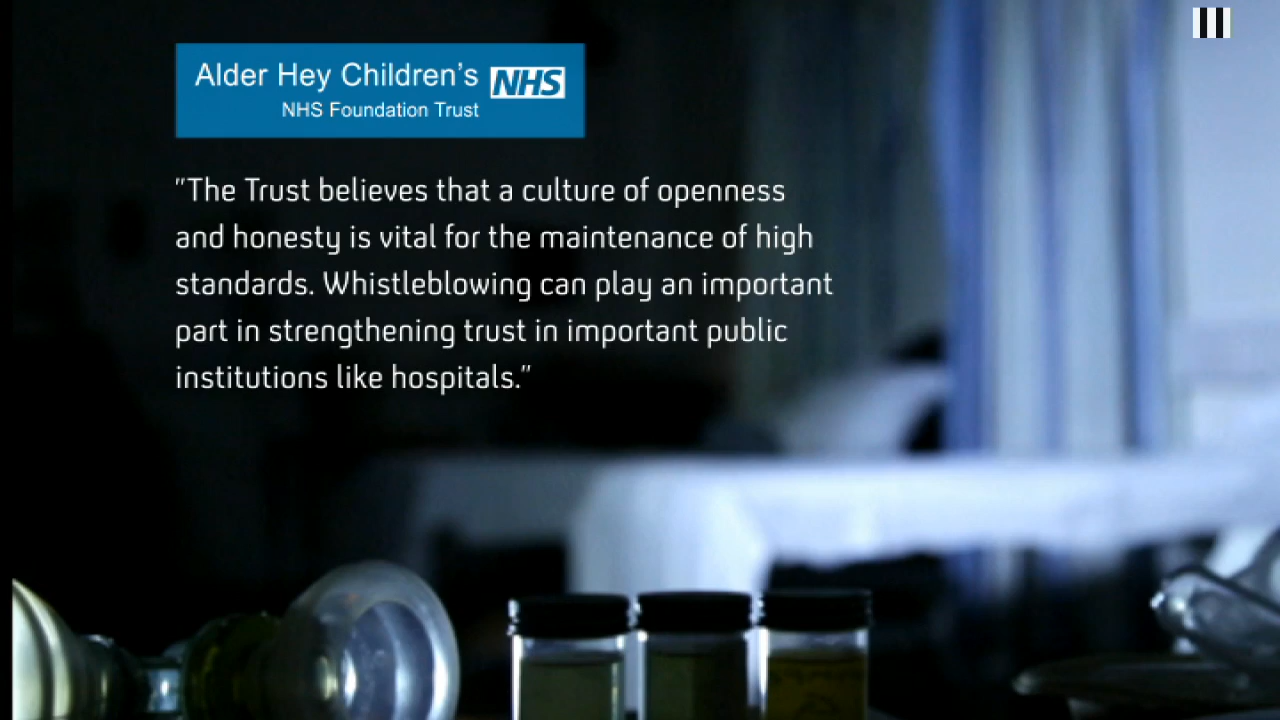 Alder Hey Children's NHS
NHS Foundation Trust
"The Trust believes that a culture of openness
and honesty is vital for the maintenance of high
standards. Whistleblowing can play an important
part in strengthening trust in important public
institutions like hospitals."